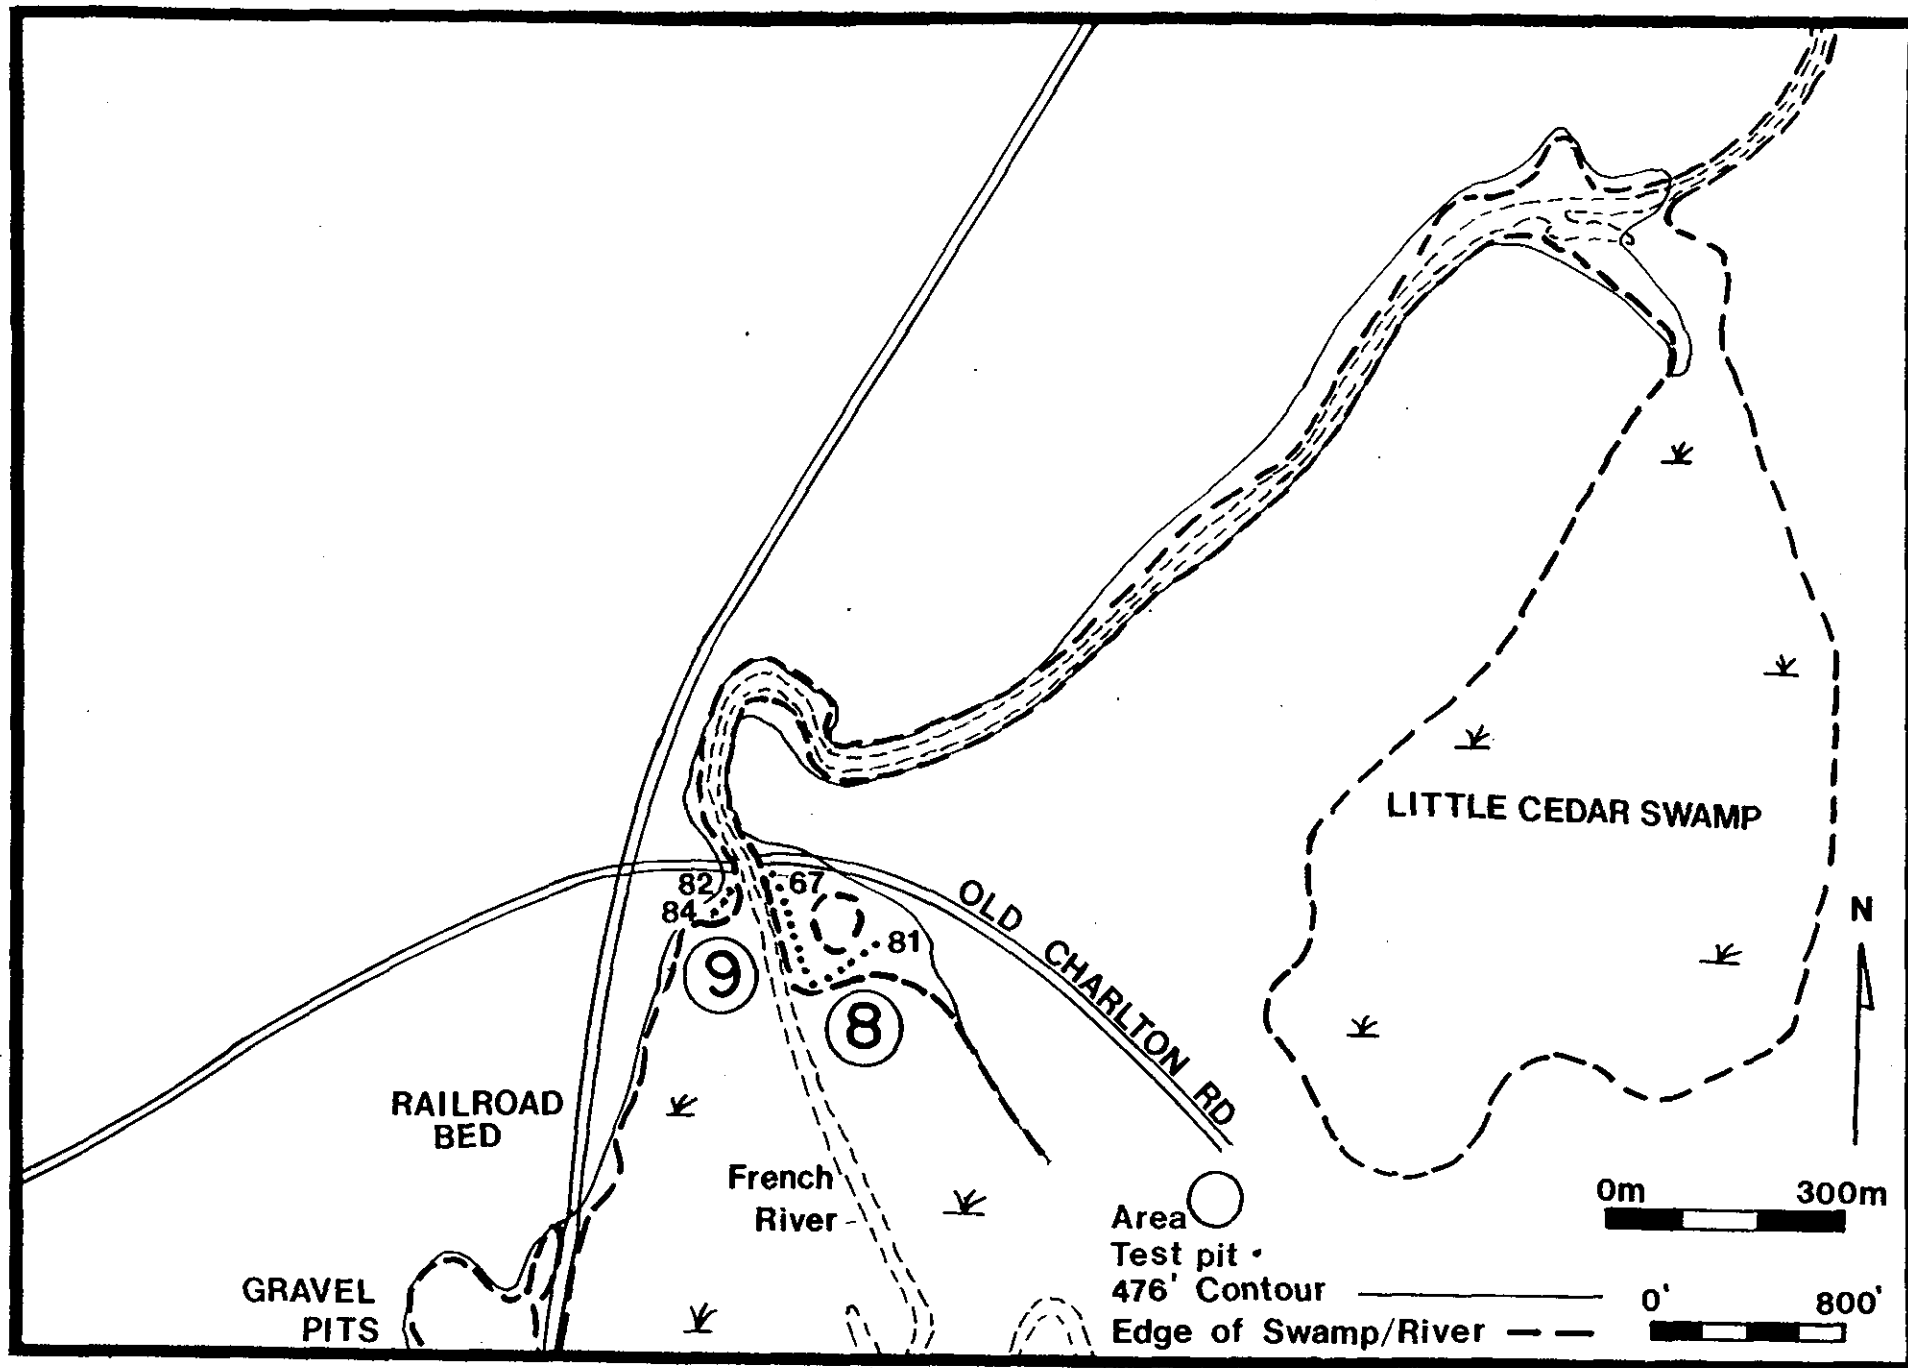 LITTLE CEDAR SWAMP
N
82
67
84
81
9
8
OLD CHARLTON RD
RAILROAD
BED
French
River
GRAVEL
PITS
0m 300m
Area
Test pit
476' Contour
0' 800'
Edge of Swamp/River